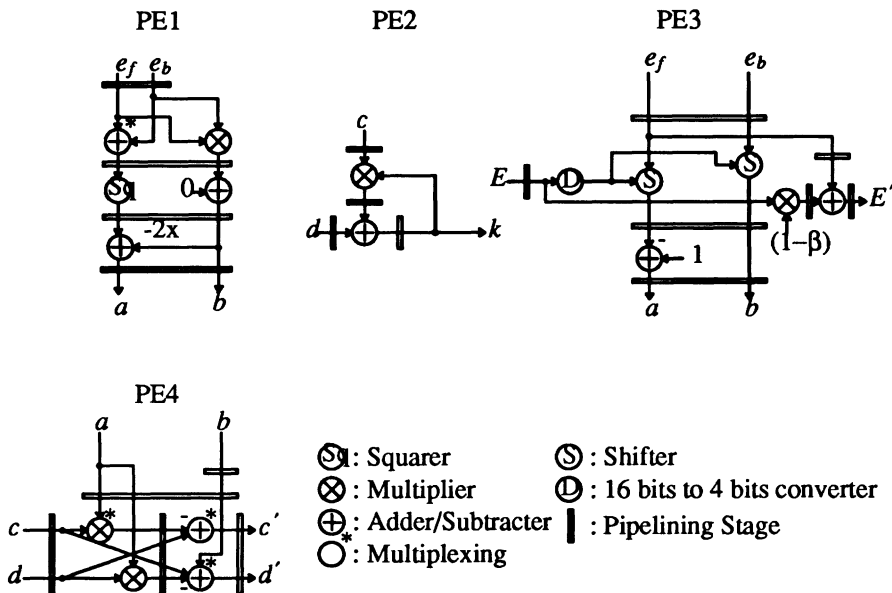 PE1
PE2
PE3
e_f e_b
e_f
e_b
*
c
E
D
S
S
Sq
0
E'
d
k
-2x
-
1
(1−β)
a
b
a
b
PE4
a
b
Sq : Squarer
S : Shifter
: Multiplier
D : 16 bits to 4 bits converter
c
*
-
*
c'
: Adder/Subtracter
: Pipelining Stage
d
-
*
d'
* : Multiplexing